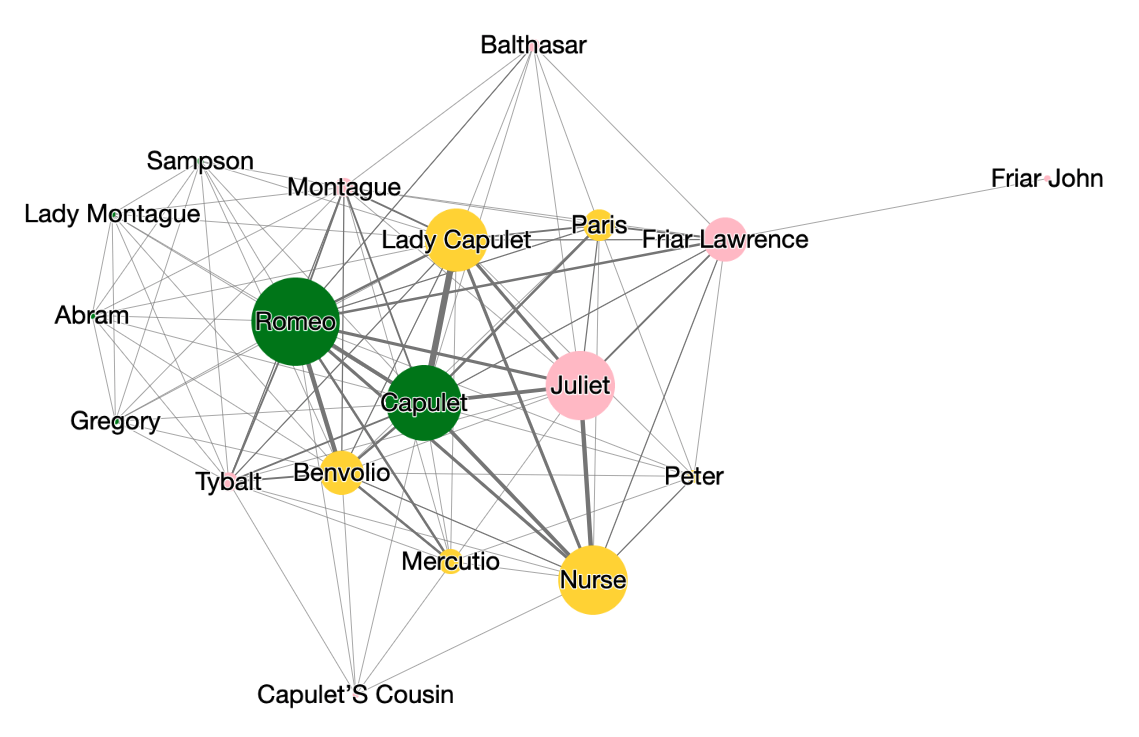 Balthasar
Sampson
Montague
Friar John
Lady Montague
Paris
Lady Capulet
Friar Lawrence
Abram
Romeo
Juliet
Capulet
Gregory
Benvolio
Peter
Tybalt
Mercutio
Nurse
Capulet’S Cousin